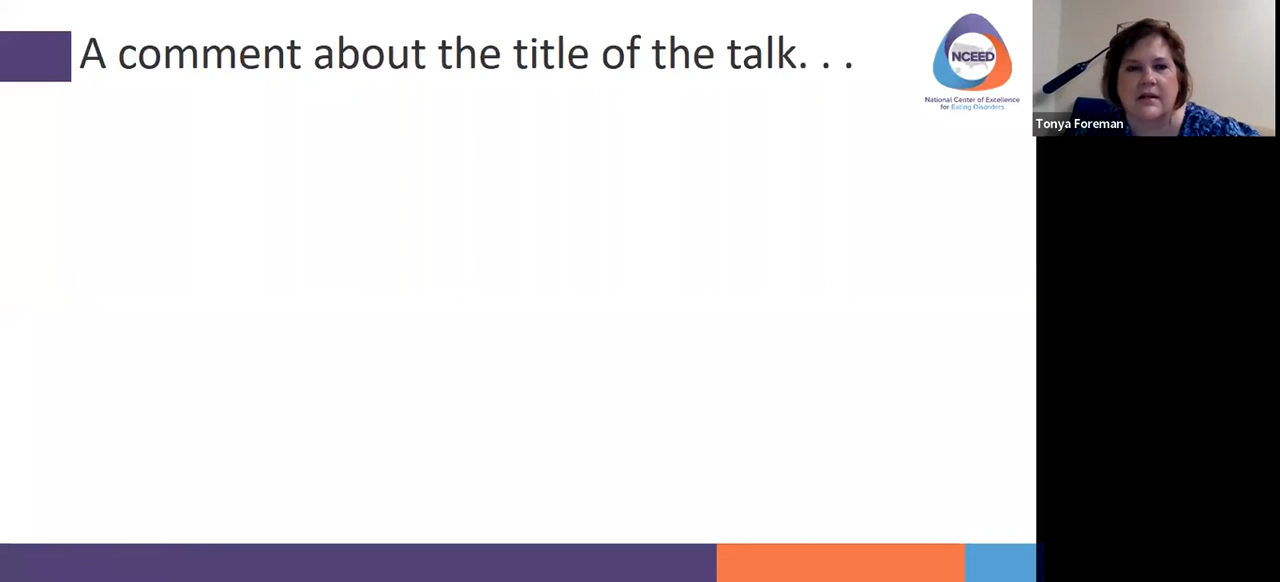 A comment about the title of the talk. . .
NCEED
National Center of Excellence
for Eating Disorders
Tonya Foreman